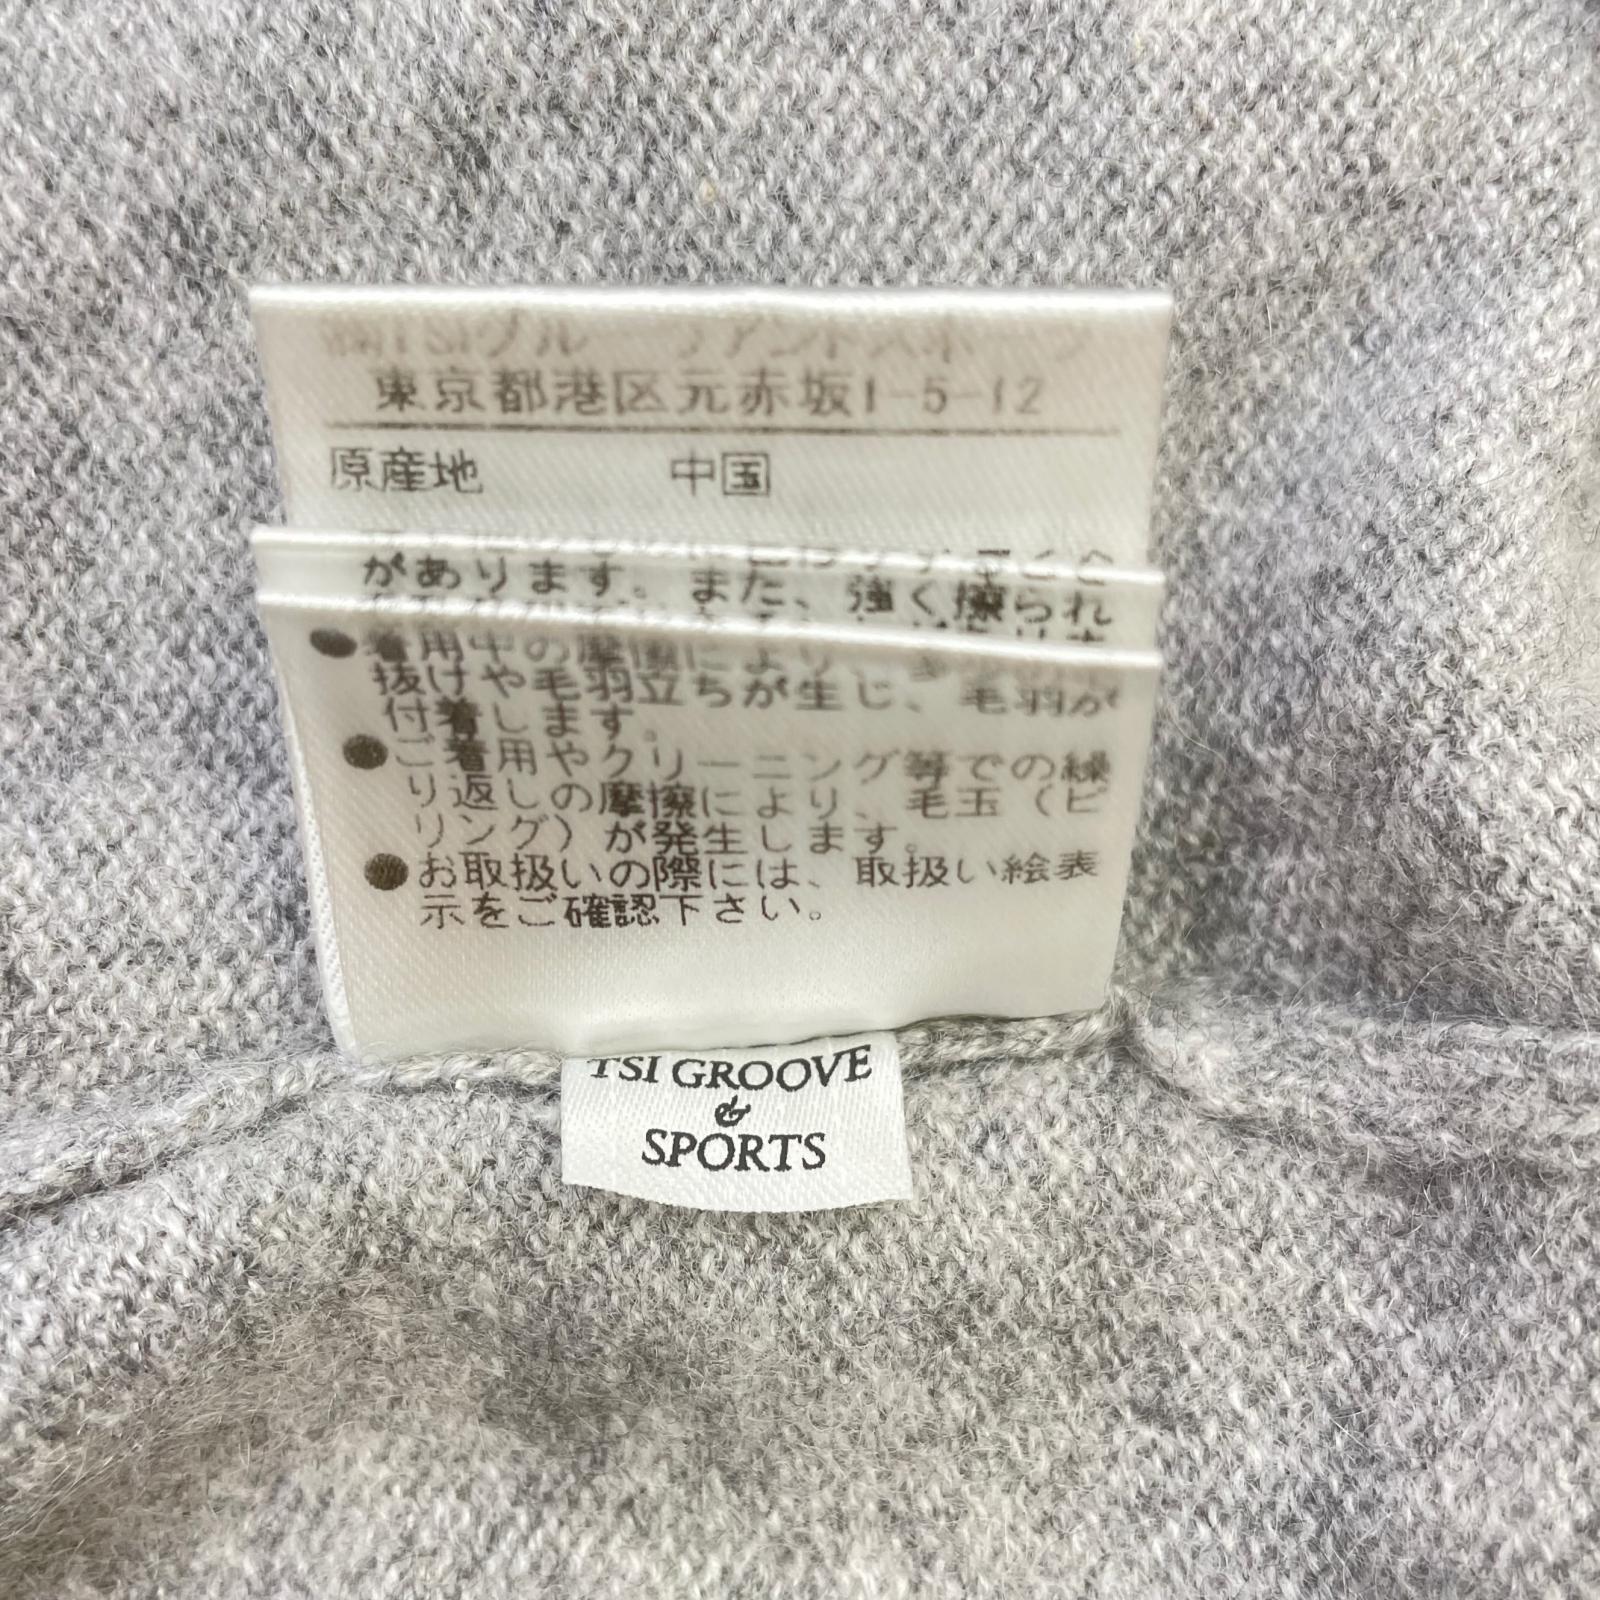 東京都港区元赤坂1-5-12
原産地 中国
があります。また、強く擦られ
●着用中の摩擦により、
抜けや毛羽立ちが生じ、毛羽が
付着します。
●ご着用やクリーニング等での繰
り返しの摩擦により、毛玉（ピ
リング）が発生します。
●お取扱いの際には、取扱い絵表
示をご確認下さい。
TSI GROOVE
&
SPORTS